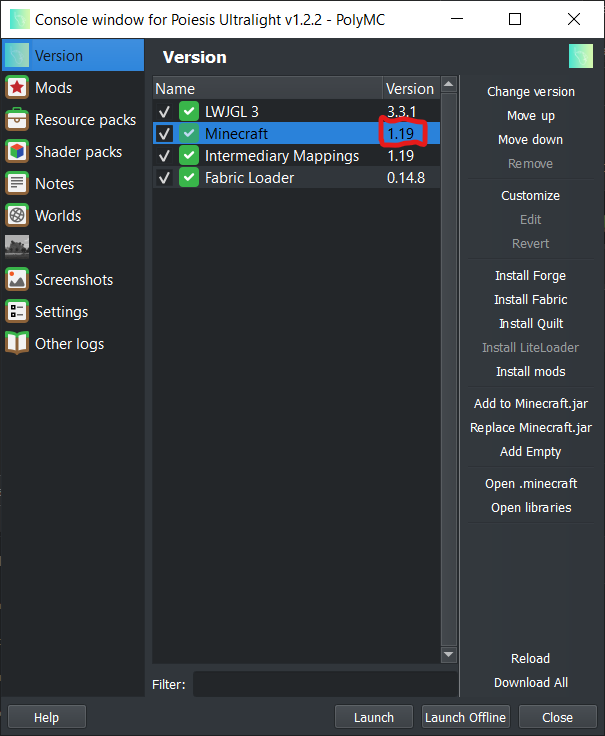 Console window for Poiesis Ultralight v1.2.2 - PolyMC
Version
Mods
Resource packs
Shader packs
Notes
Worlds
Servers
Screenshots
Settings
Other logs
Version
Name Version
LWJGL 3 3.3.1
Minecraft 1.19
Intermediary Mappings 1.19
Fabric Loader 0.14.8
Filter:
Change version
Move up
Move down
Remove
Customize
Edit
Revert
Install Forge
Install Fabric
Install Quilt
Install LiteLoader
Install mods
Add to Minecraft.jar
Replace Minecraft.jar
Add Empty
Open .minecraft
Open libraries
Reload
Download All
Help Launch Launch Offline Close